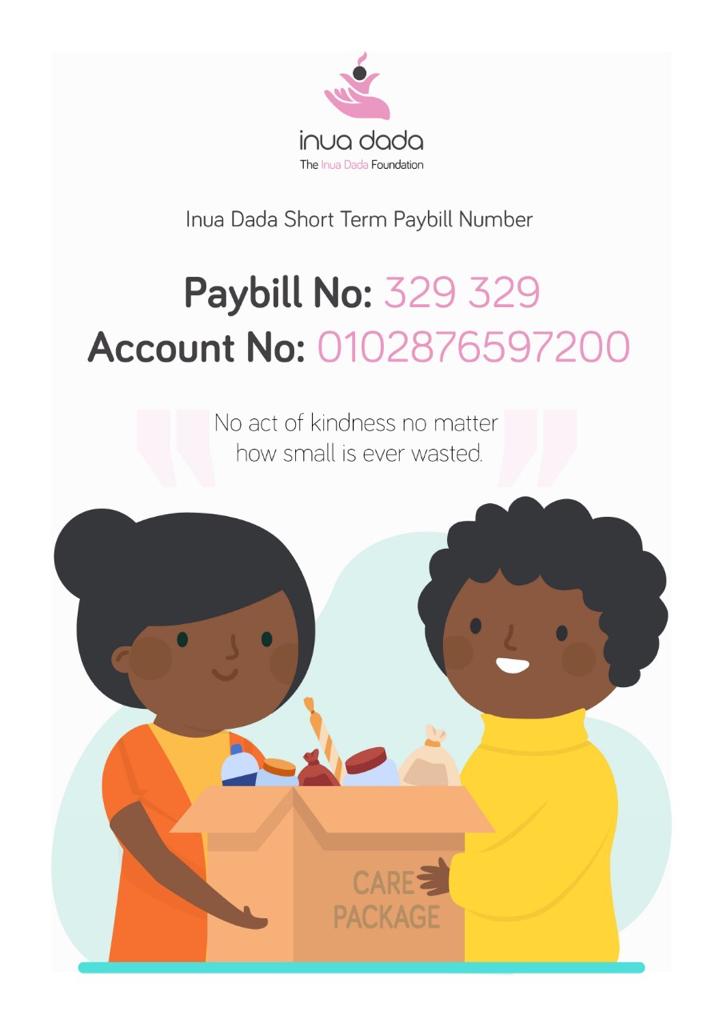 inua dada
The Inua Dada Foundation
Inua Dada Short Term Paybill Number
Paybill No: 329 329
Account No: 0102876597200
"No act of kindness no matter
how small is ever wasted."
CARE
PACKAGE